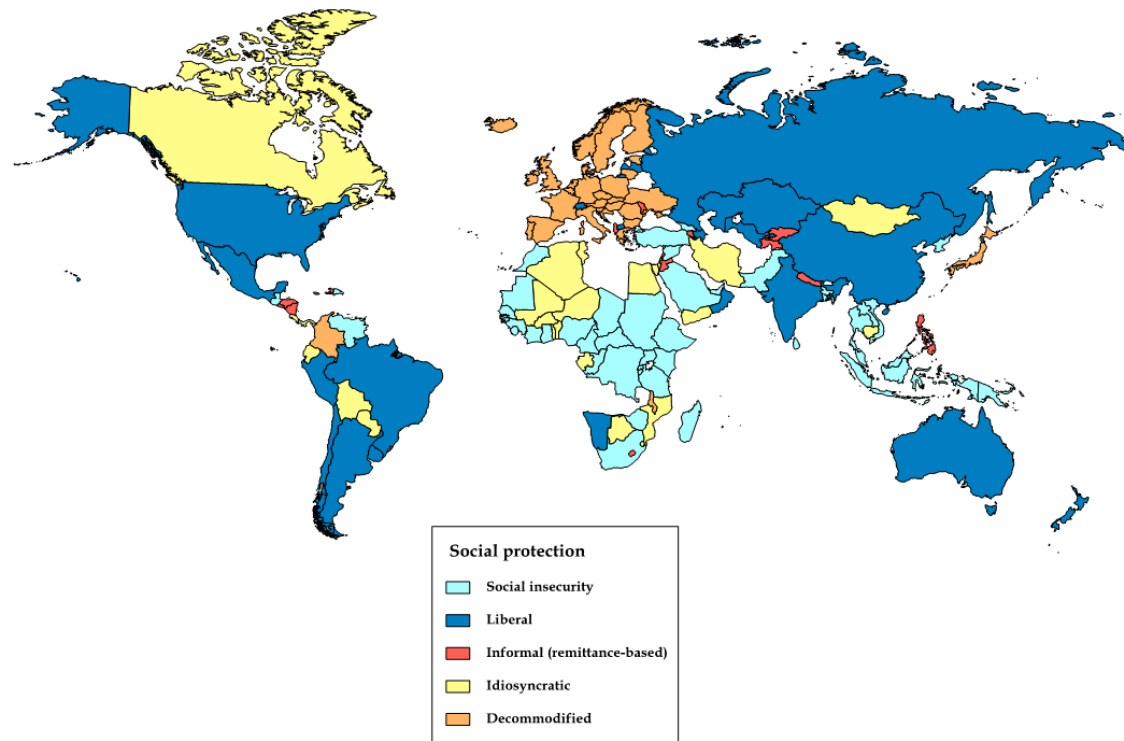 Social protection
Social insecurity
Liberal
Informal (remittance-based)
Idiosyncratic
Decommodified